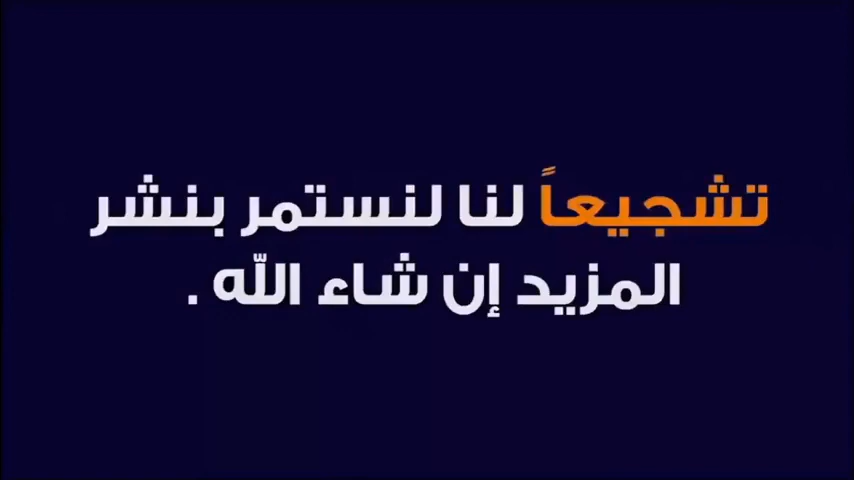 تشجيعاً لنا لنستمر بنشر
المزيد إن شاء الله .